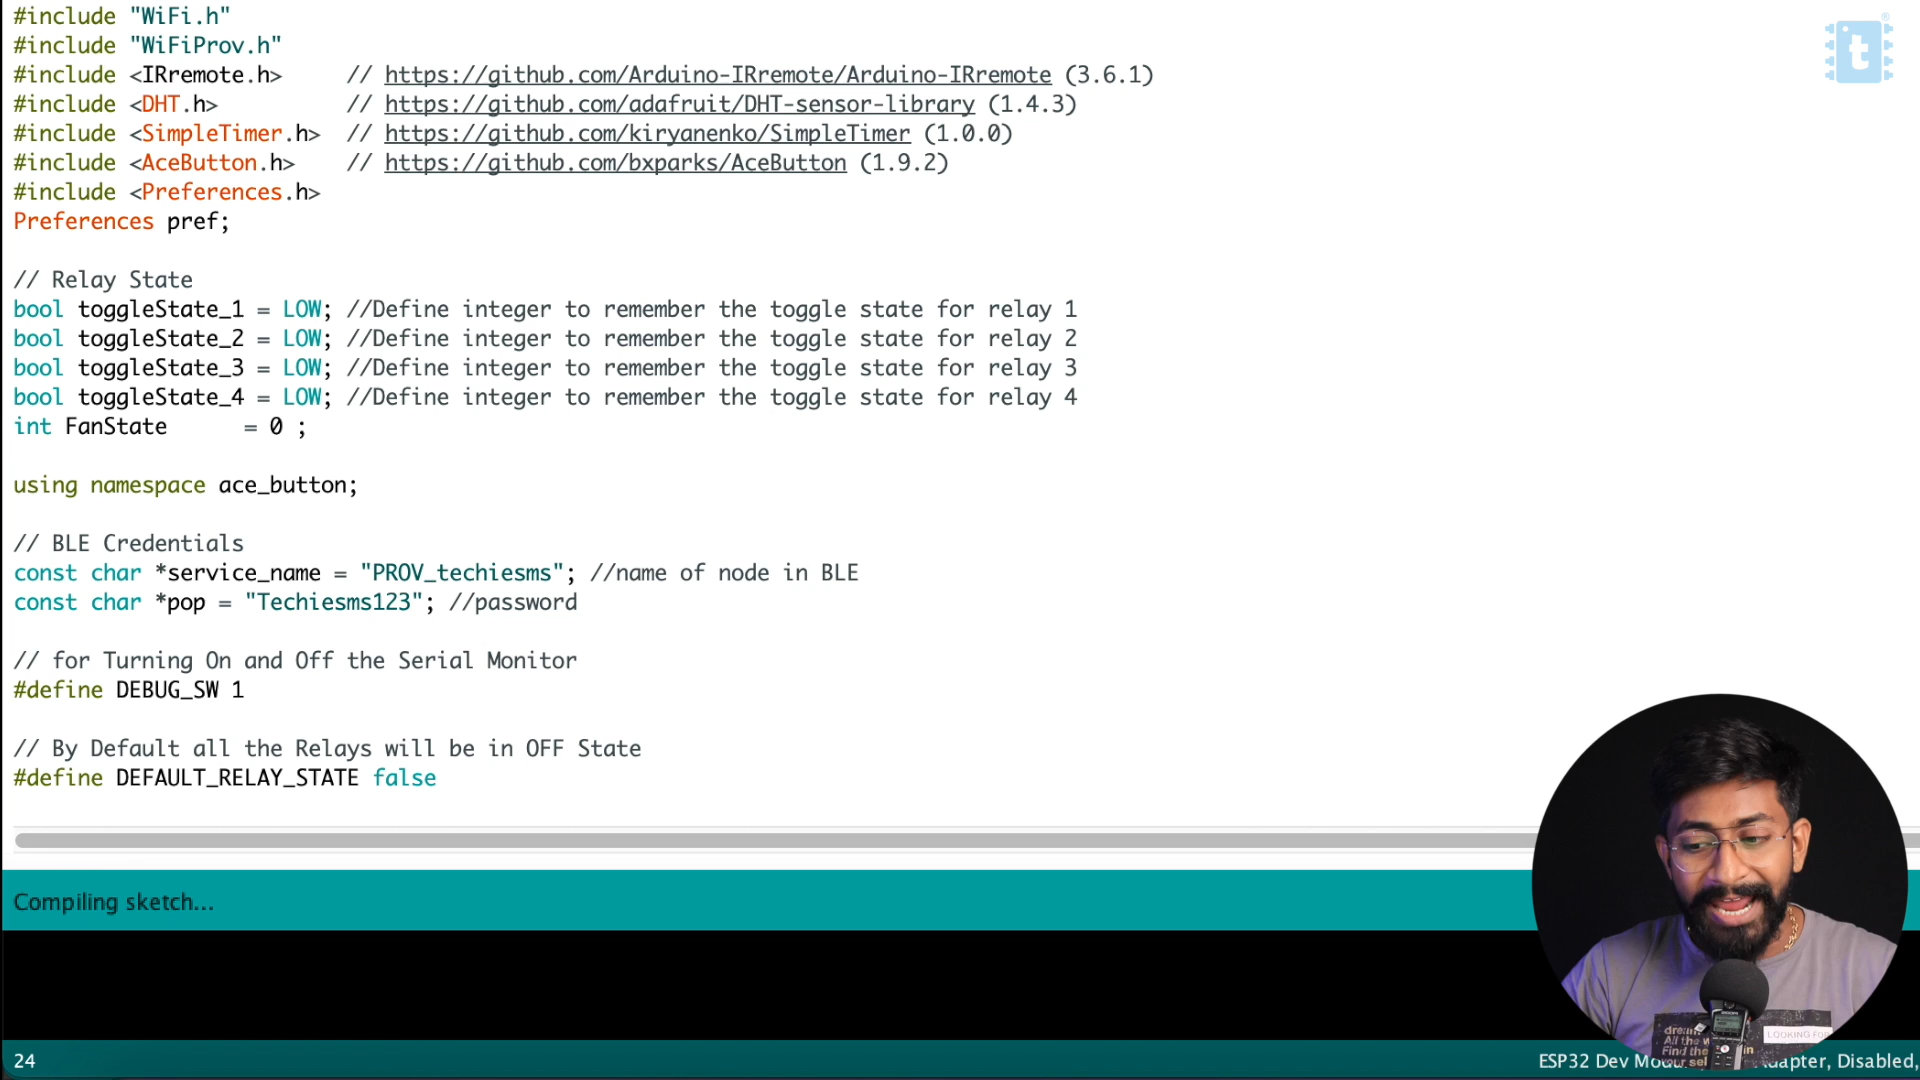 #include "WiFi.h"
#include "WiFiProv.h"
#include <IRremote.h>     // https://github.com/Arduino-IRremote/Arduino-IRremote (3.6.1)
#include <DHT.h>          // https://github.com/adafruit/DHT-sensor-library (1.4.3)
#include <SimpleTimer.h>  // https://github.com/kiryanenko/SimpleTimer (1.0.0)
#include <AceButton.h>    // https://github.com/bxparks/AceButton (1.9.2)
#include <Preferences.h>
Preferences pref;
// Relay State
bool toggleState_1 = LOW; //Define integer to remember the toggle state for relay 1
bool toggleState_2 = LOW; //Define integer to remember the toggle state for relay 2
bool toggleState_3 = LOW; //Define integer to remember the toggle state for relay 3
bool toggleState_4 = LOW; //Define integer to remember the toggle state for relay 4
int FanState      = 0 ;
using namespace ace_button;
// BLE Credentials
const char *service_name = "PROV_techiesms"; //name of node in BLE
const char *pop = "Techiesms123"; //password
// for Turning On and Off the Serial Monitor
#define DEBUG_SW 1
// By Default all the Relays will be in OFF State
#define DEFAULT_RELAY_STATE false
Compiling sketch...
LOOKING FOR
24
ESP32 Dev Disabled,
t